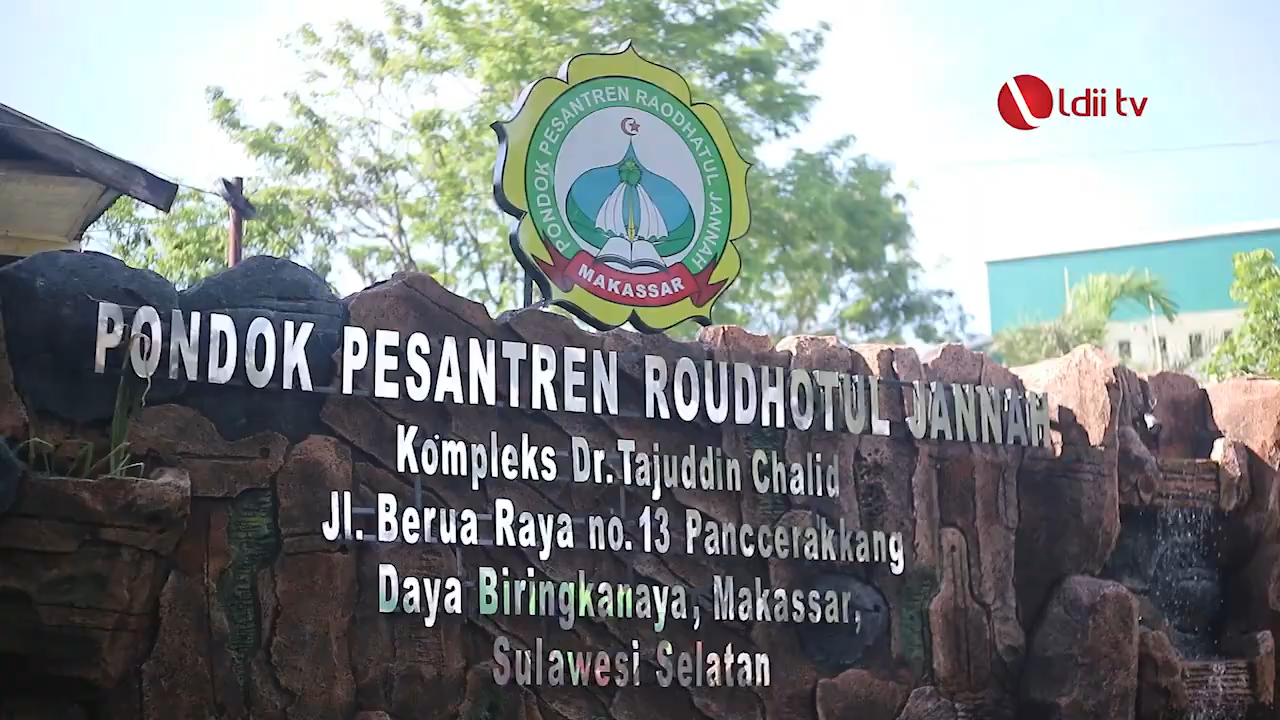 ldii tv
PONDOK PESANTREN RAODHATUL JANNAH
MAKASSAR
PONDOK PESANTREN ROUDHOTUL JANNAH
Kompleks Dr. Tajuddin Chalid
Jl. Berua Raya no. 13 Panccerakkang
Daya Biringkanaya, Makassar,
Sulawesi Selatan